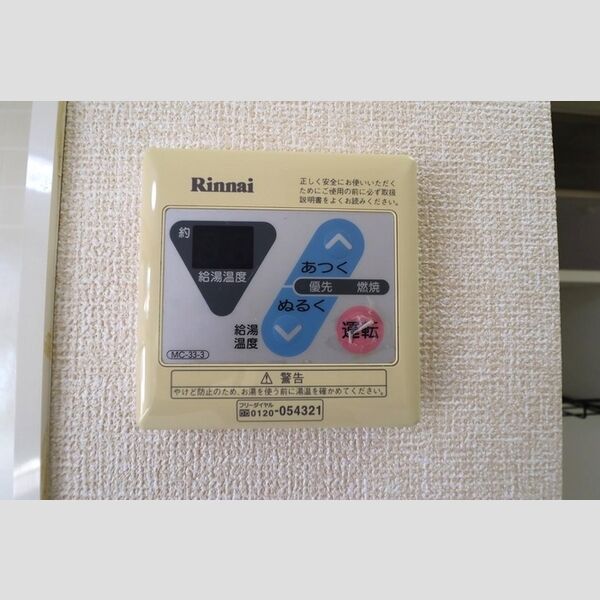 Rinnai
正しく安全にお使いいただく
ためにご使用の前に必ず取扱
説明書をよくお読みください。
約
給湯温度
あつく
優先 燃焼
ぬるく
給湯
温度
運転
MC-33-3
⚠ 警告
やけど防止のため、お湯を使う前に湯温を確かめてください。
フリーダイヤル
0120-054321